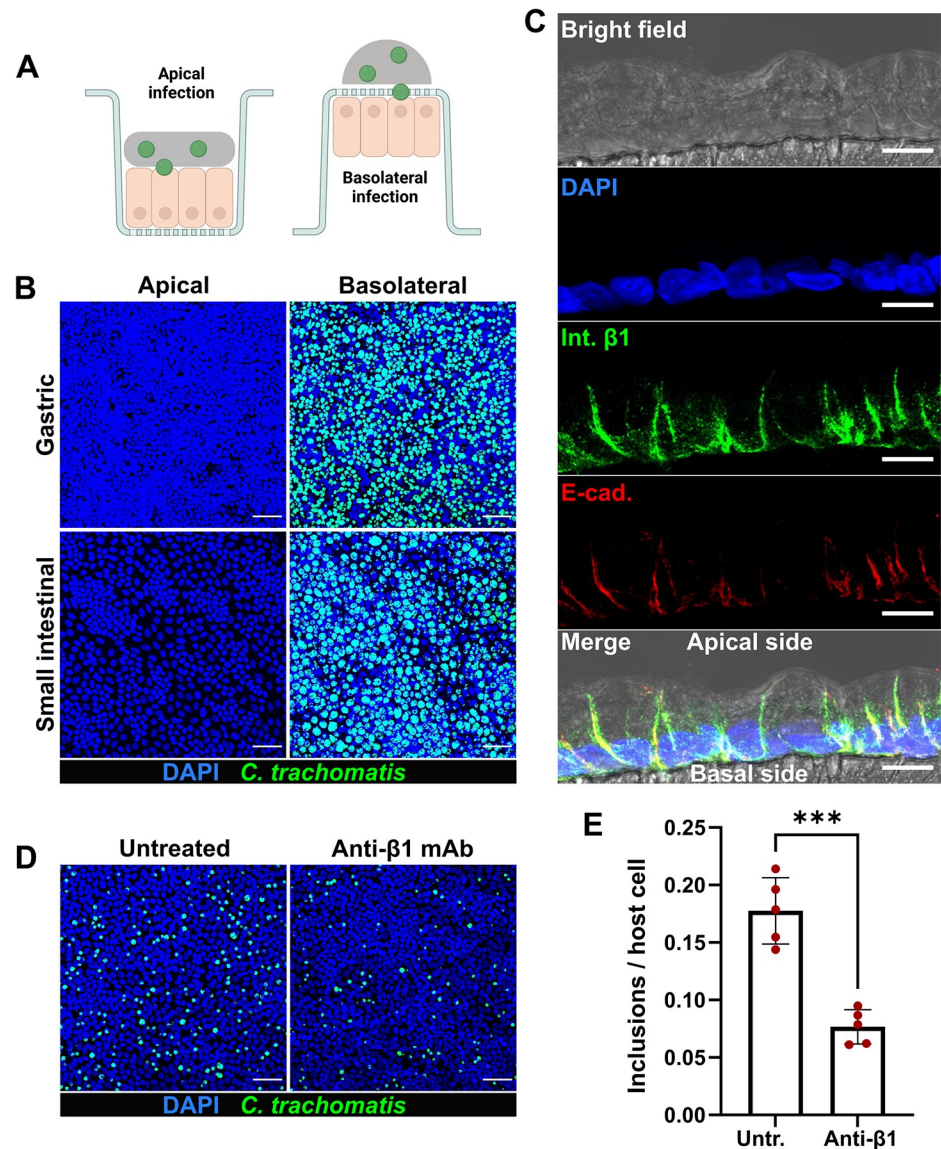 A
Apical
infection
Basolateral
infection
B
Apical
Basolateral
Gastric
Small intestinal
DAPI C. trachomatis
C
Bright field
DAPI
Int. β1
E-cad.
Merge
Apical side
Basal side
D
Untreated
Anti-β1 mAb
DAPI C. trachomatis
E
***
Inclusions / host cell
0.25
0.20
0.15
0.10
0.05
0.00
Untr.
Anti-β1